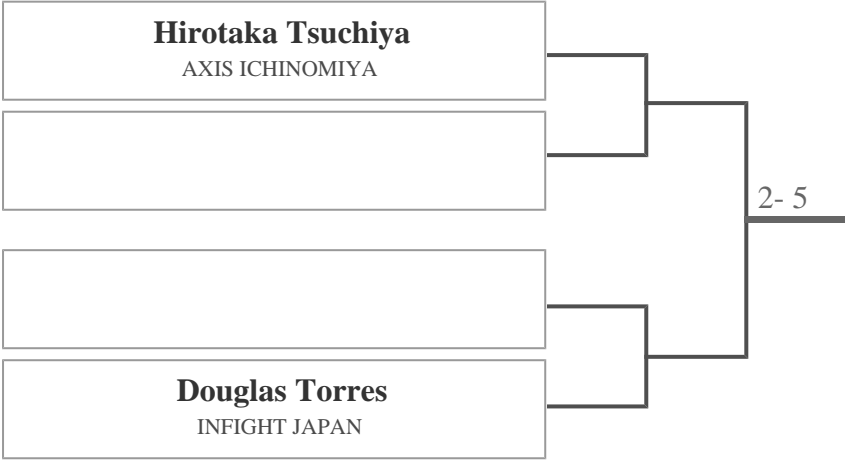 Hirotaka Tsuchiya
AXIS ICHINOMIYA
2- 5
Douglas Torres
INFIGHT JAPAN